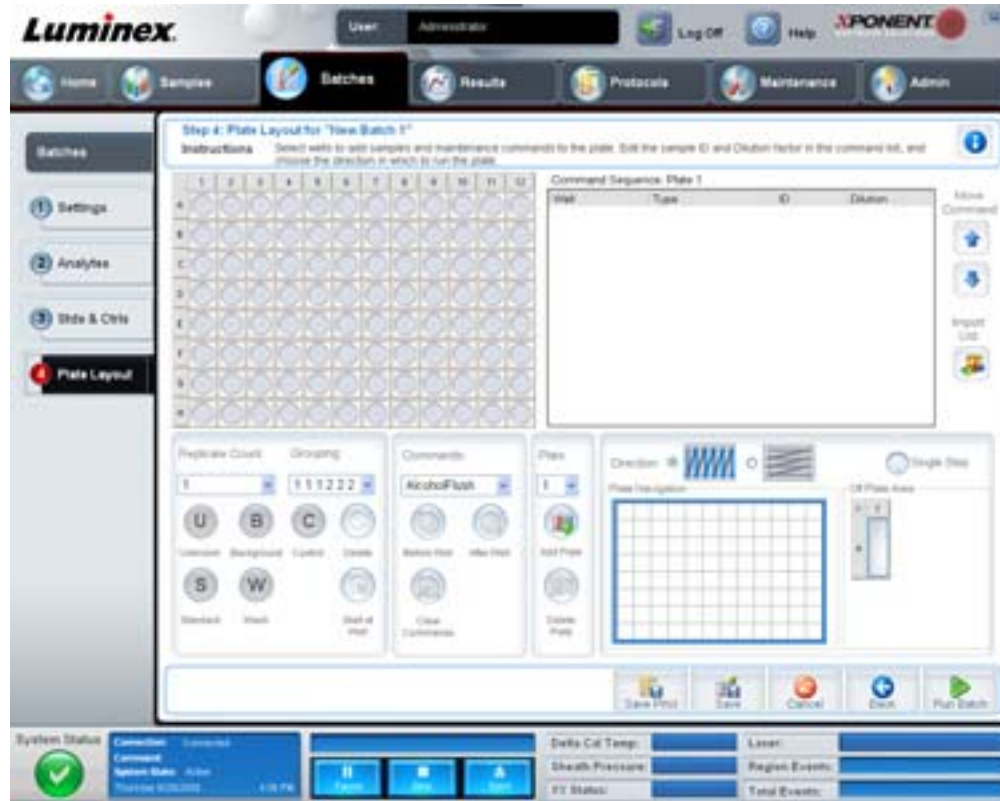 Luminex
User:
Administrator
Log Off
Help
XPONENT
Home
Samples
Batches
Results
Protocols
Maintenance
Admin
Batches
1 Settings
2 Analytes
3 Stds & Ctrls
4 Plate Layout
Step 4: Plate Layout for "New Batch 1"
Instructions Select wells to add samples and maintenance commands to the plate. Edit the sample ID and Dilution factor in the command list, and
choose the direction in which to run the plate.
1 2 3 4 5 6 7 8 9 10 11 12
A
B
C
D
E
F
G
H
Command Sequence: Plate 1
Well Type ID Dilution
Move
Command
Import
List
Replicate Count Grouping
1
111222
U B C
Unknown Background Control Delete
S W
Standard Wash Start at
Well
Commands
AlcoholFlush
Before Well After Well
Clear
Commands
Plate
1
Add Plate
Delete
Plate
Direction
Single Step
Plate Navigation
Off Plate Area
Save Prtcl
Save
Cancel
Back
Run Batch
System Status
Connection: Connected
Command:
System State: Active
Pause
Stop
Eject
Delta Cal Temp:
Sheath Pressure:
XY Status:
Laser:
Region Events:
Total Events: